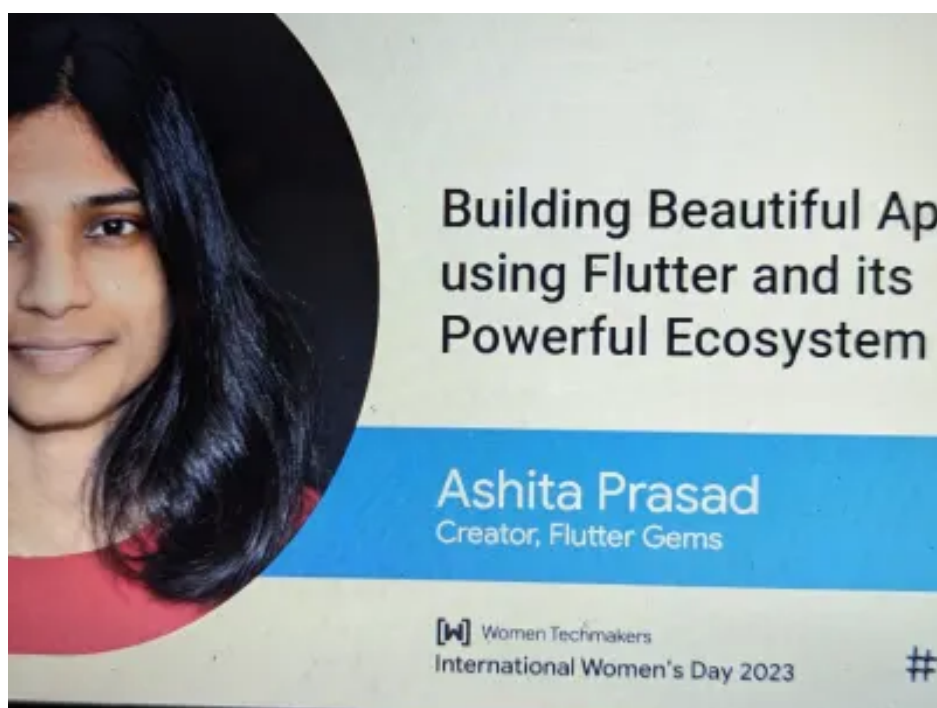 Building Beautiful Ap
using Flutter and its
Powerful Ecosystem
Ashita Prasad
Creator, Flutter Gems
[W] Women Techmakers
International Women's Day 2023
#